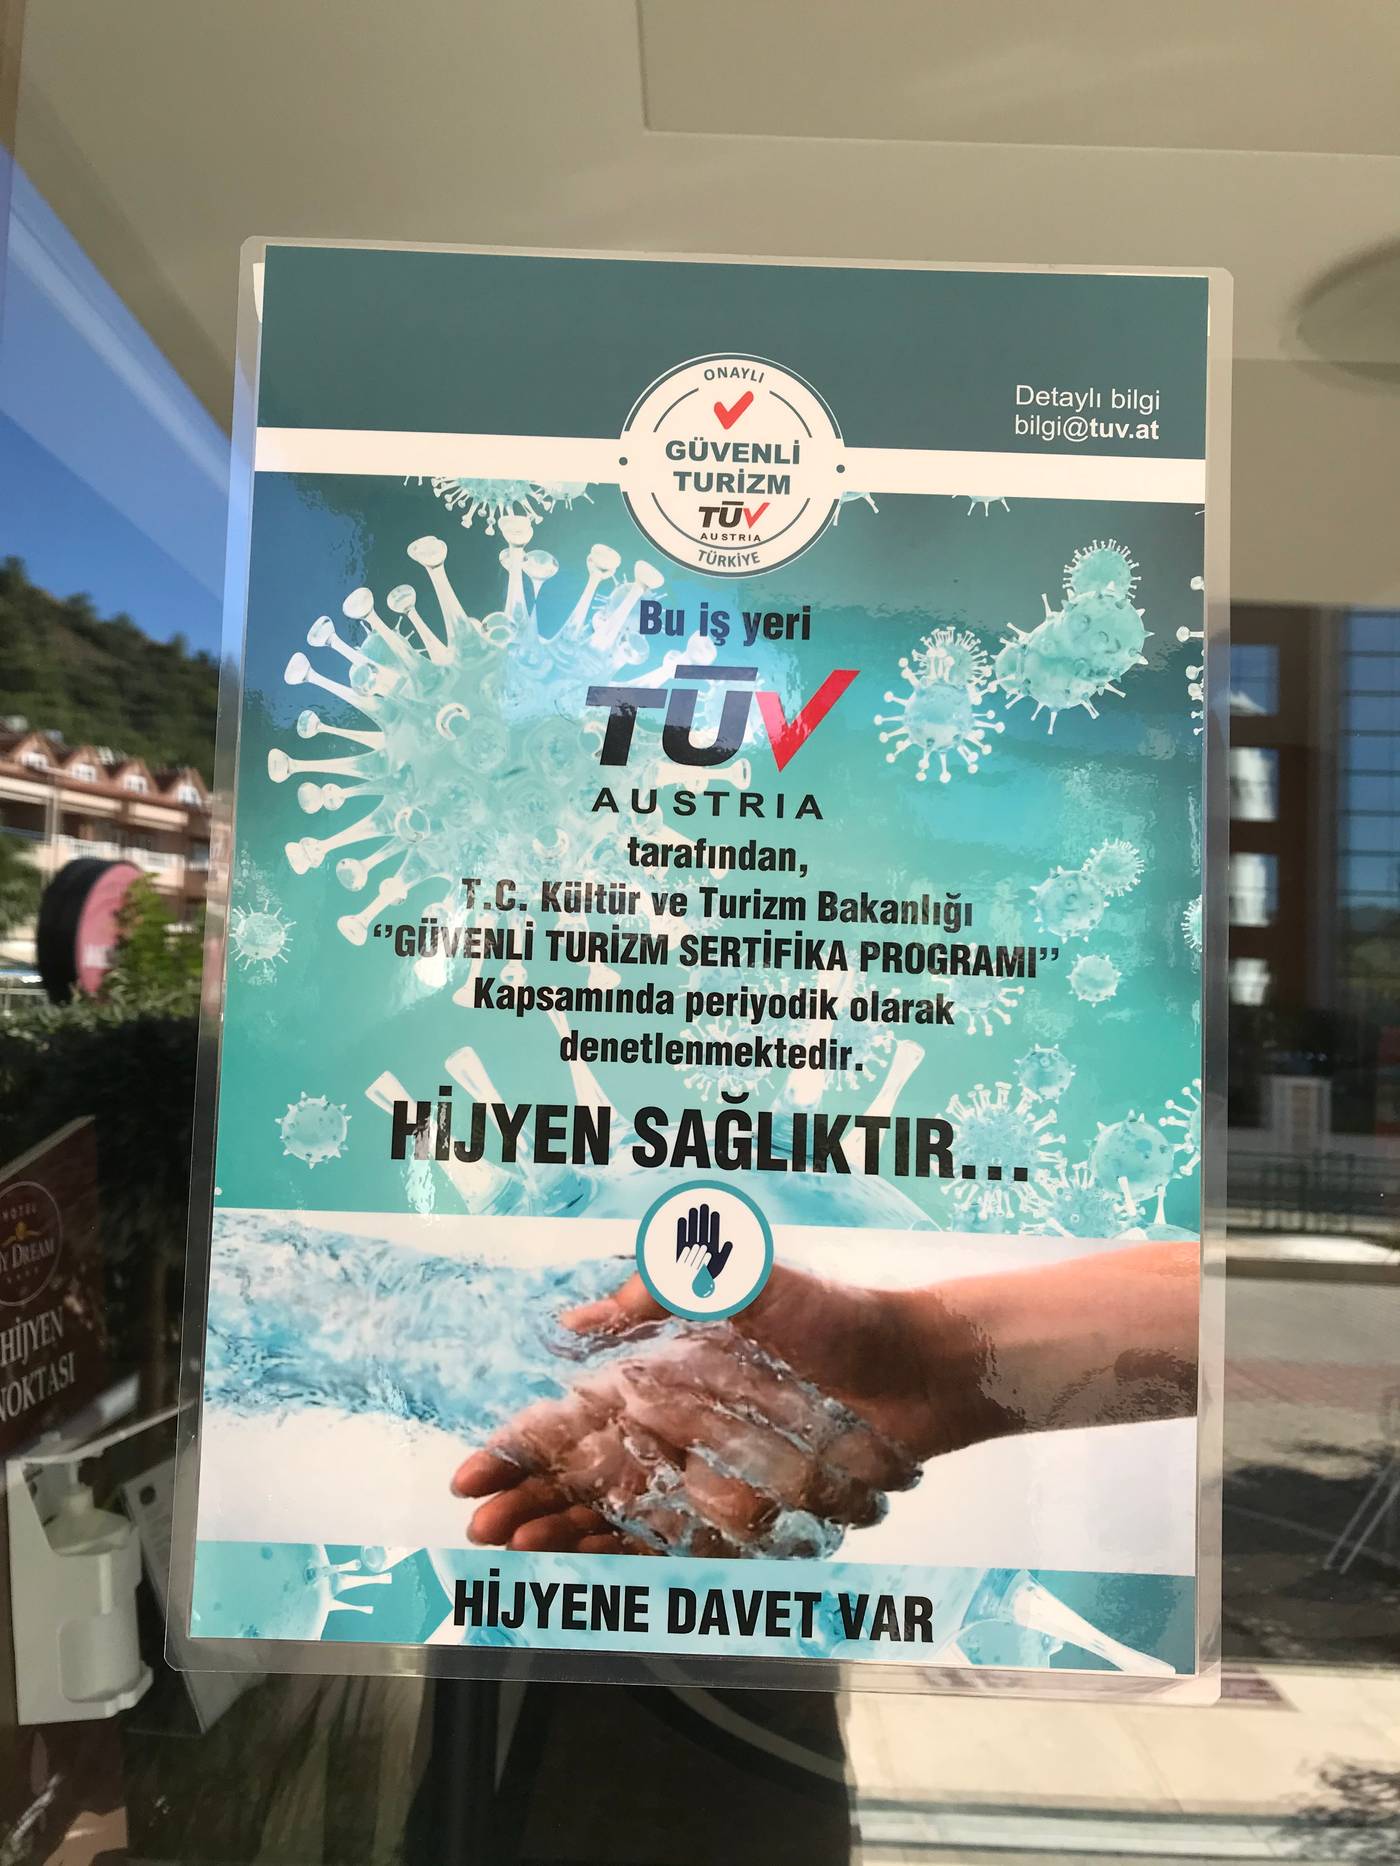 ONAYLI
GÜVENLİ
TURİZM
TÜV
AUSTRIA
TÜRKİYE
Detaylı bilgi
bilgi@tuv.at
Bu iş yeri
TÜV
AUSTRIA
tarafından,
T.C. Kültür ve Turizm Bakanlığı
‘’GÜVENLİ TURİZM SERTİFİKA PROGRAMI’’
Kapsamında periyodik olarak
denetlenmektedir.
HİJYEN SAĞLIKTIR...
HİJYENE DAVET VAR
HOTEL
DREAM
HİJYEN
NOKTASI